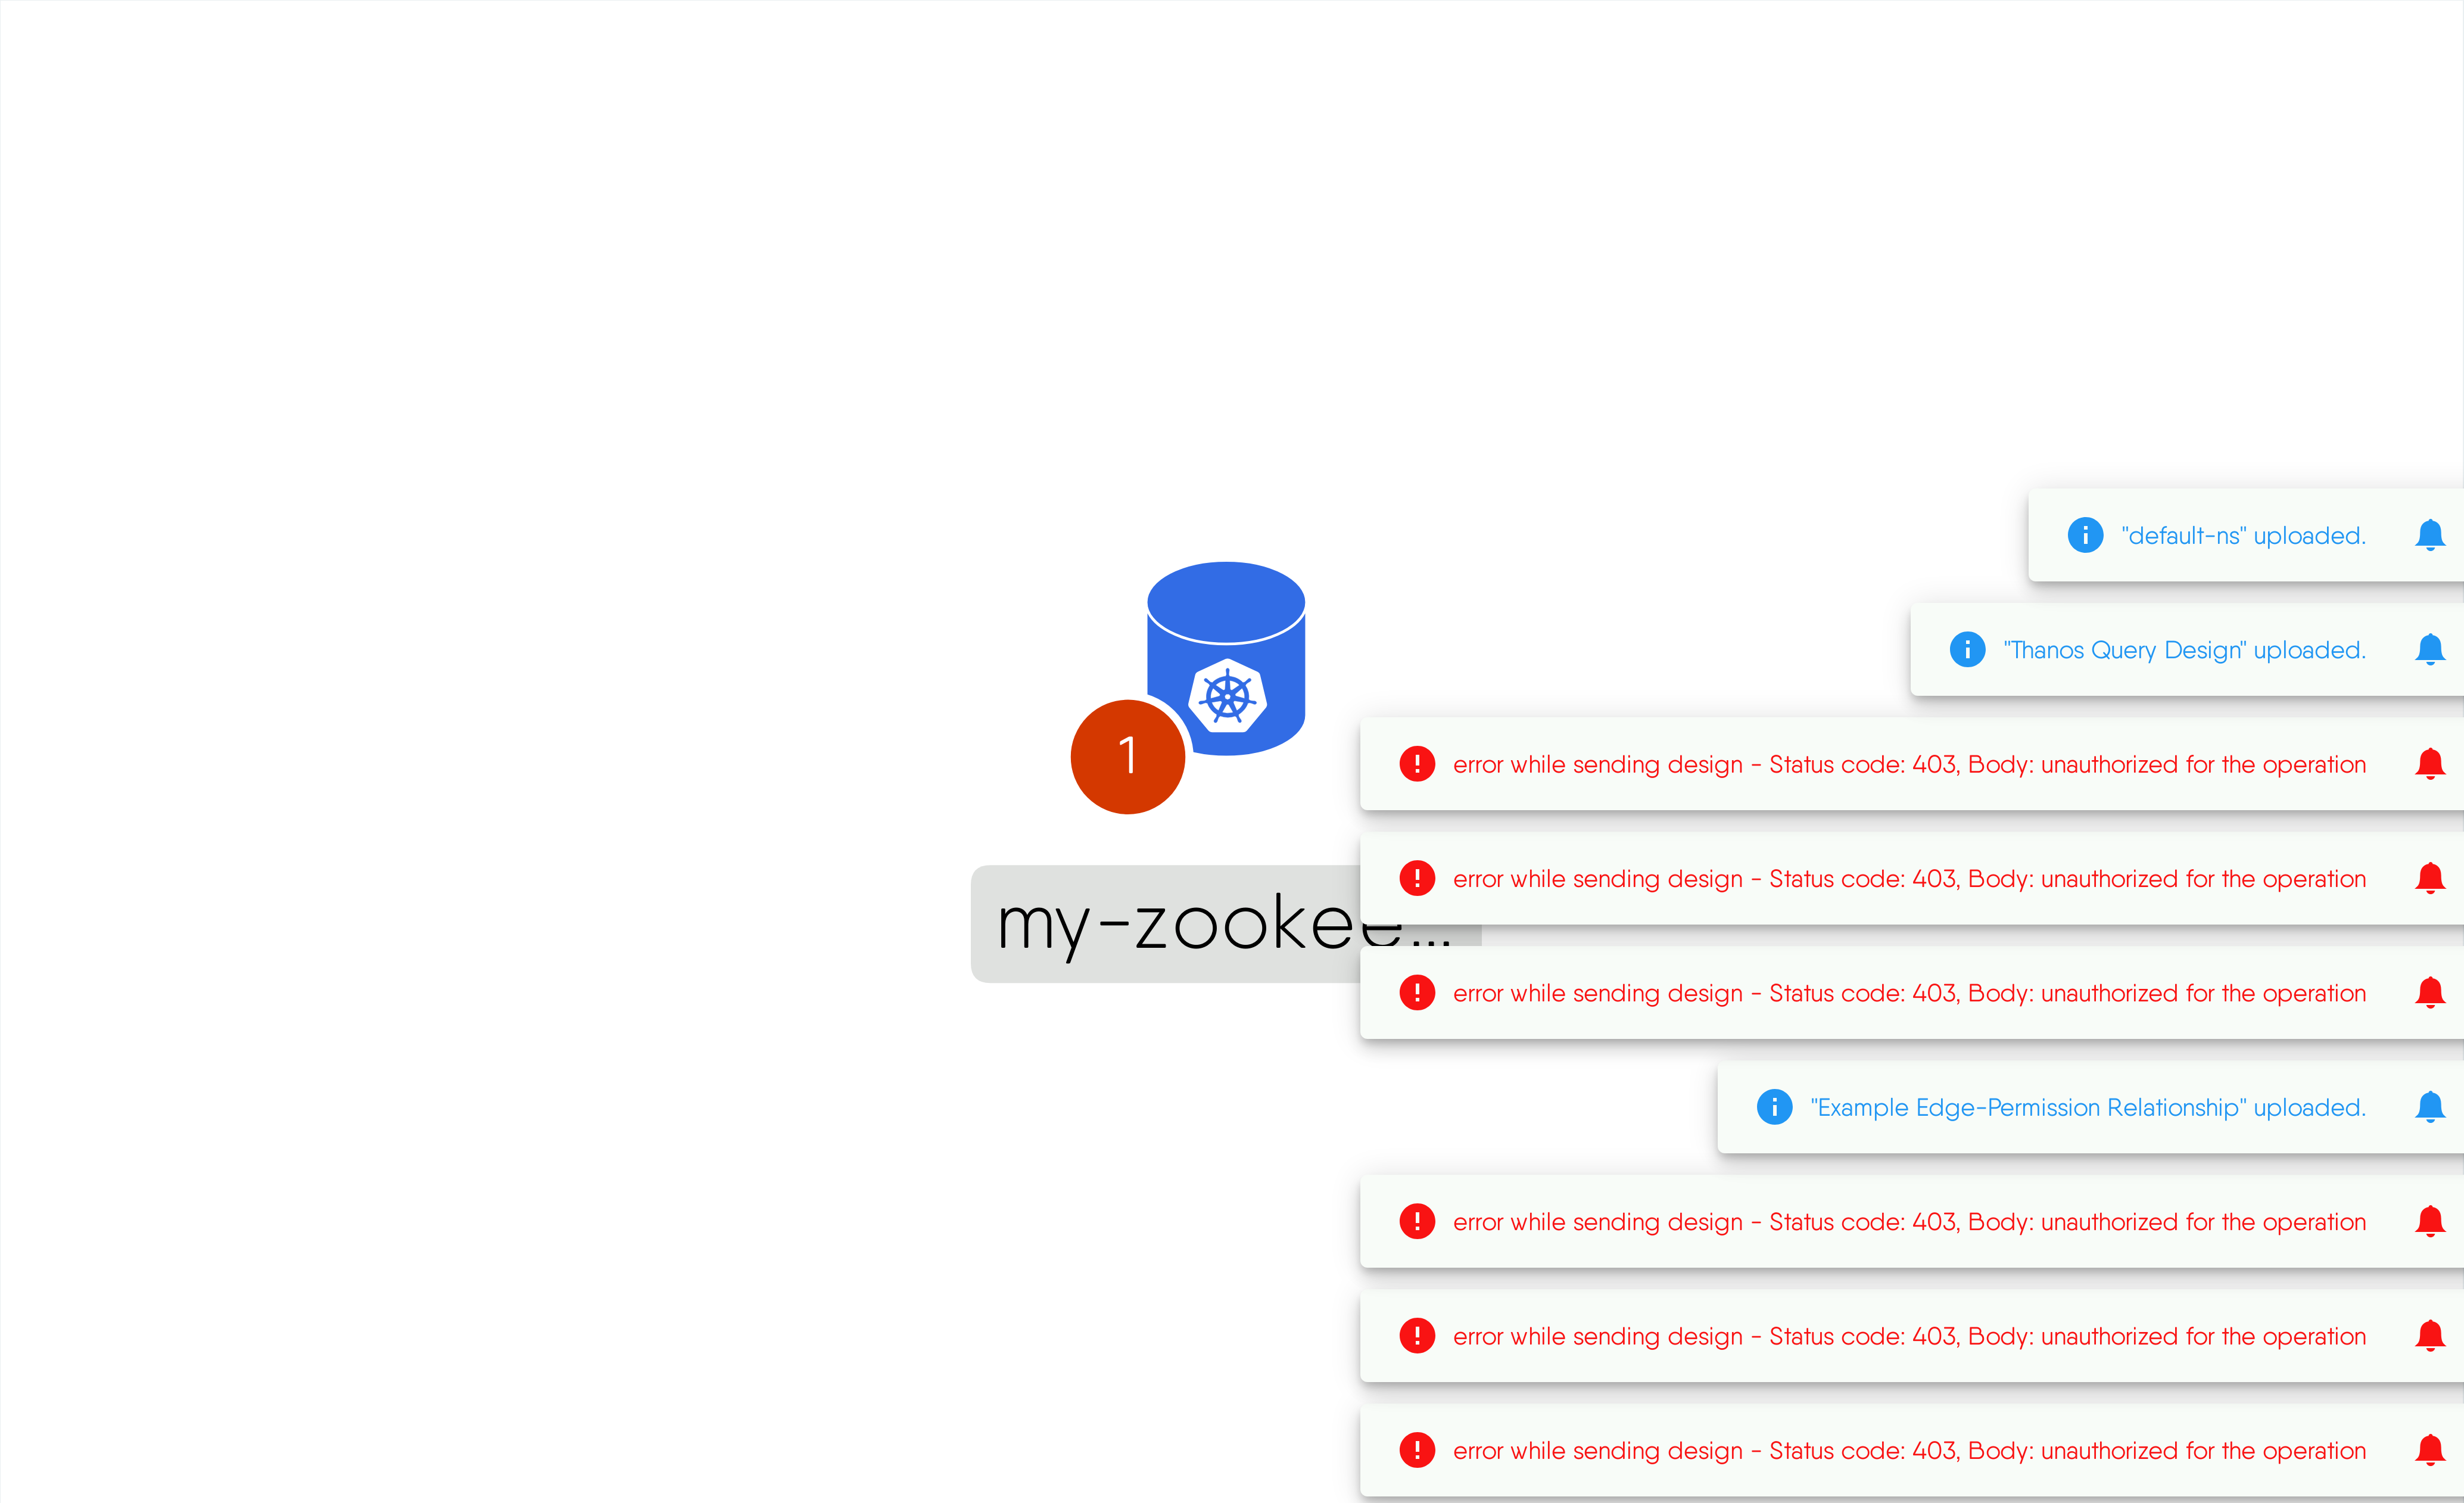 "default-ns" uploaded.
"Thanos Query Design" uploaded.
1
error while sending design - Status code: 403, Body: unauthorized for the operation
error while sending design - Status code: 403, Body: unauthorized for the operation
my-zookee...
error while sending design - Status code: 403, Body: unauthorized for the operation
"Example Edge-Permission Relationship" uploaded.
error while sending design - Status code: 403, Body: unauthorized for the operation
error while sending design - Status code: 403, Body: unauthorized for the operation
error while sending design - Status code: 403, Body: unauthorized for the operation